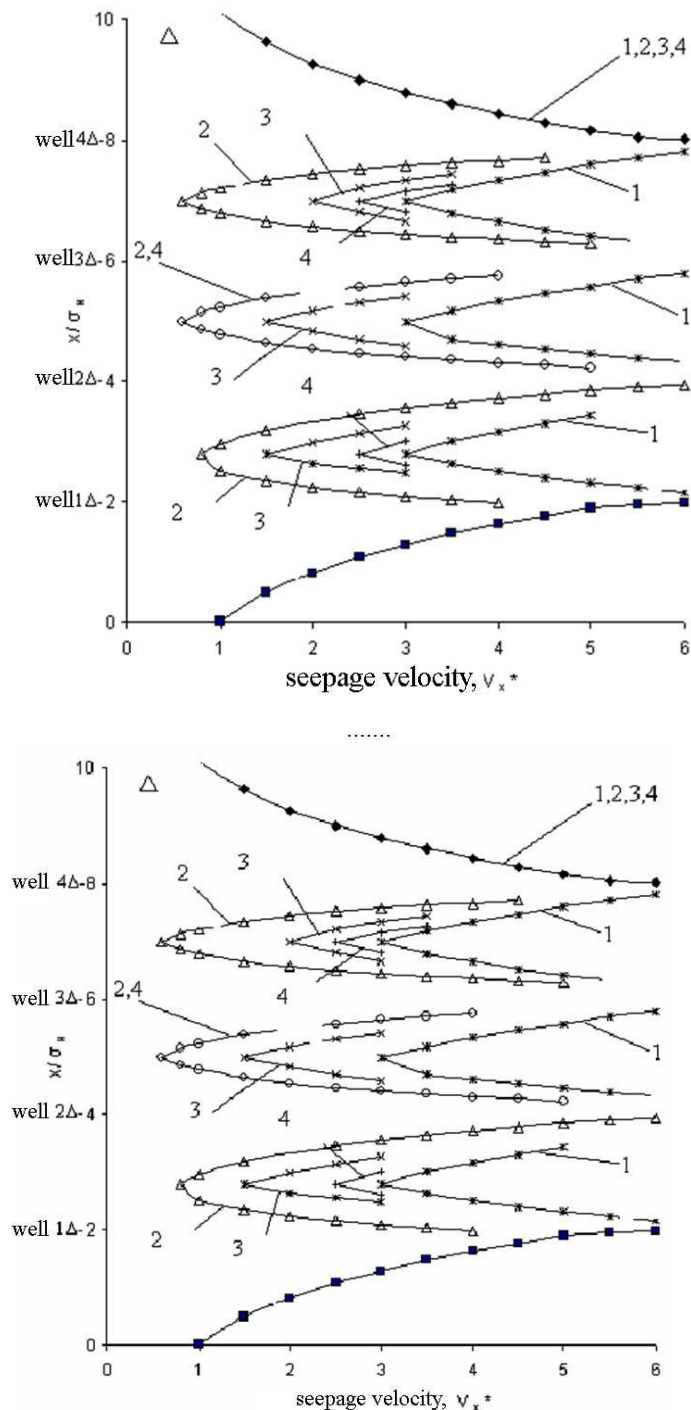 10
△
1,2,3,4
3
well4Δ-8
2
1
4
well3Δ-6
2,4
x/σ
1
3
4
well2Δ-4
1
well1Δ-2
2
3
0
0 1 2 3 4 5 6
seepage velocity, Vx*
.......
10
△
1,2,3,4
3
well 4Δ-8
2
1
4
well 3Δ-6
2,4
x/σ
1
3
4
well 2Δ-4
1
well 1Δ-2
2
3
0
0 1 2 3 4 5 6
seepage velocity, Vx*